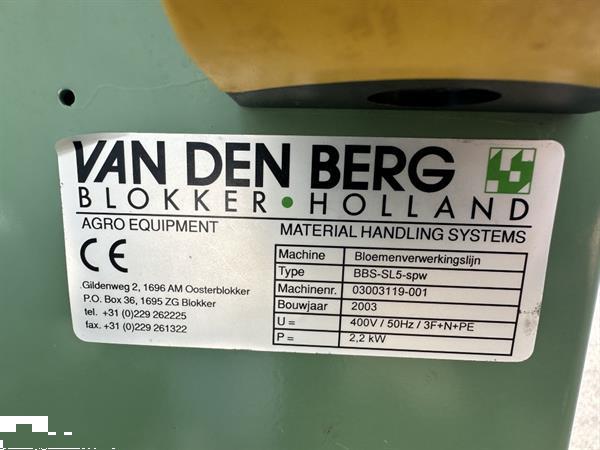 VAN DEN BERG
BLOKKER • HOLLAND
AGRO EQUIPMENT
MATERIAL HANDLING SYSTEMS
CE
Gildenweg 2, 1696 AM Oosterblokker
P.O. Box 36, 1695 ZG Blokker
tel. +31 (0)229 262225
fax. +31 (0)229 261322
Machine Bloemenverwerkingslijn
Type BBS-SL5-spw
Machinenr. 03003119-001
Bouwjaar 2003
U = 400V / 50Hz / 3F+N+PE
P = 2,2 kW